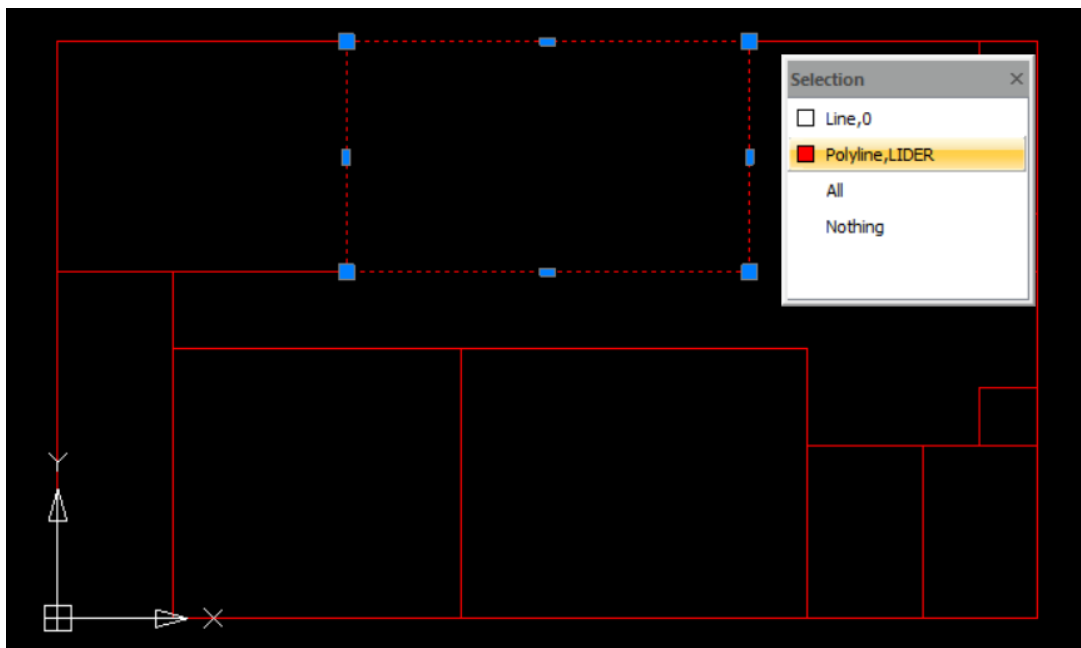 Selection
Line,0
Polyline,LIDER
All
Nothing
Y
X